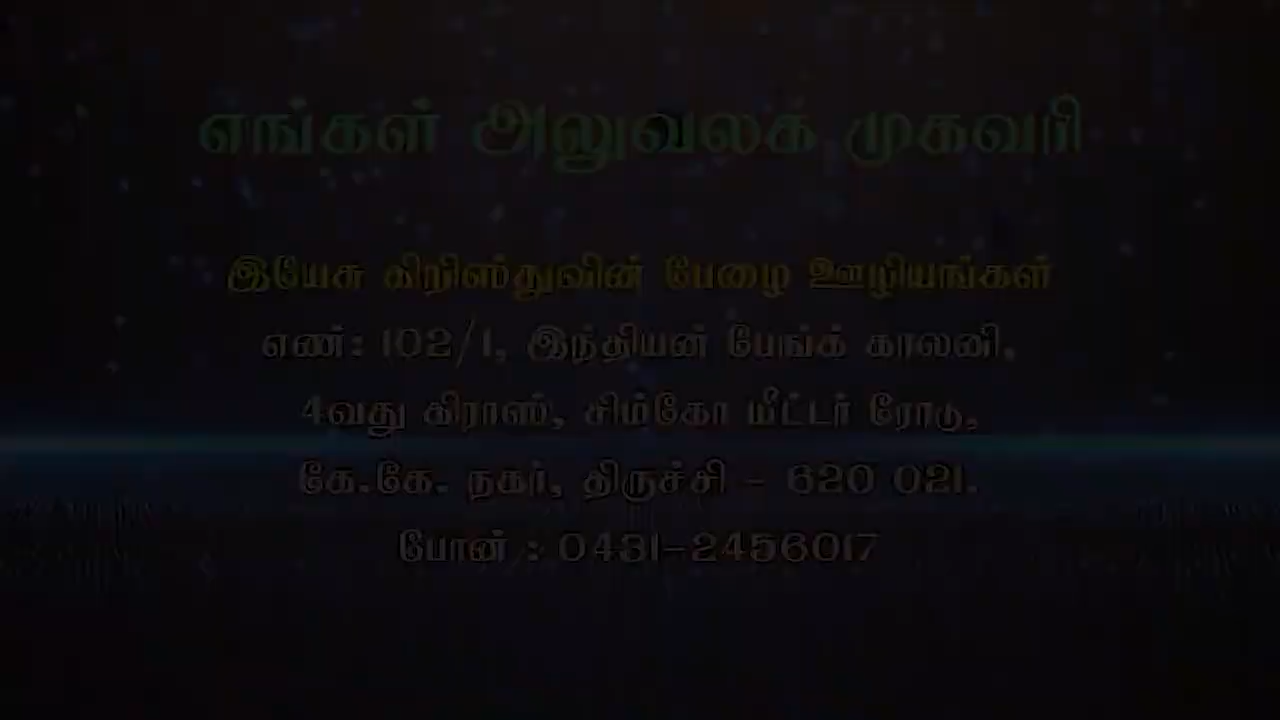 எங்கள் அலுவலக முகவரி
இயேசு கிறிஸ்துவின் பேழை ஊழியங்கள்
எண்: 102/1, இந்தியன் பேங்க் காலனி,
4வது கிராஸ், சிம்கோ மீட்டர் ரோடு,
கே.கே. நகர், திருச்சி - 620 021.
போன் : 0431-2456017